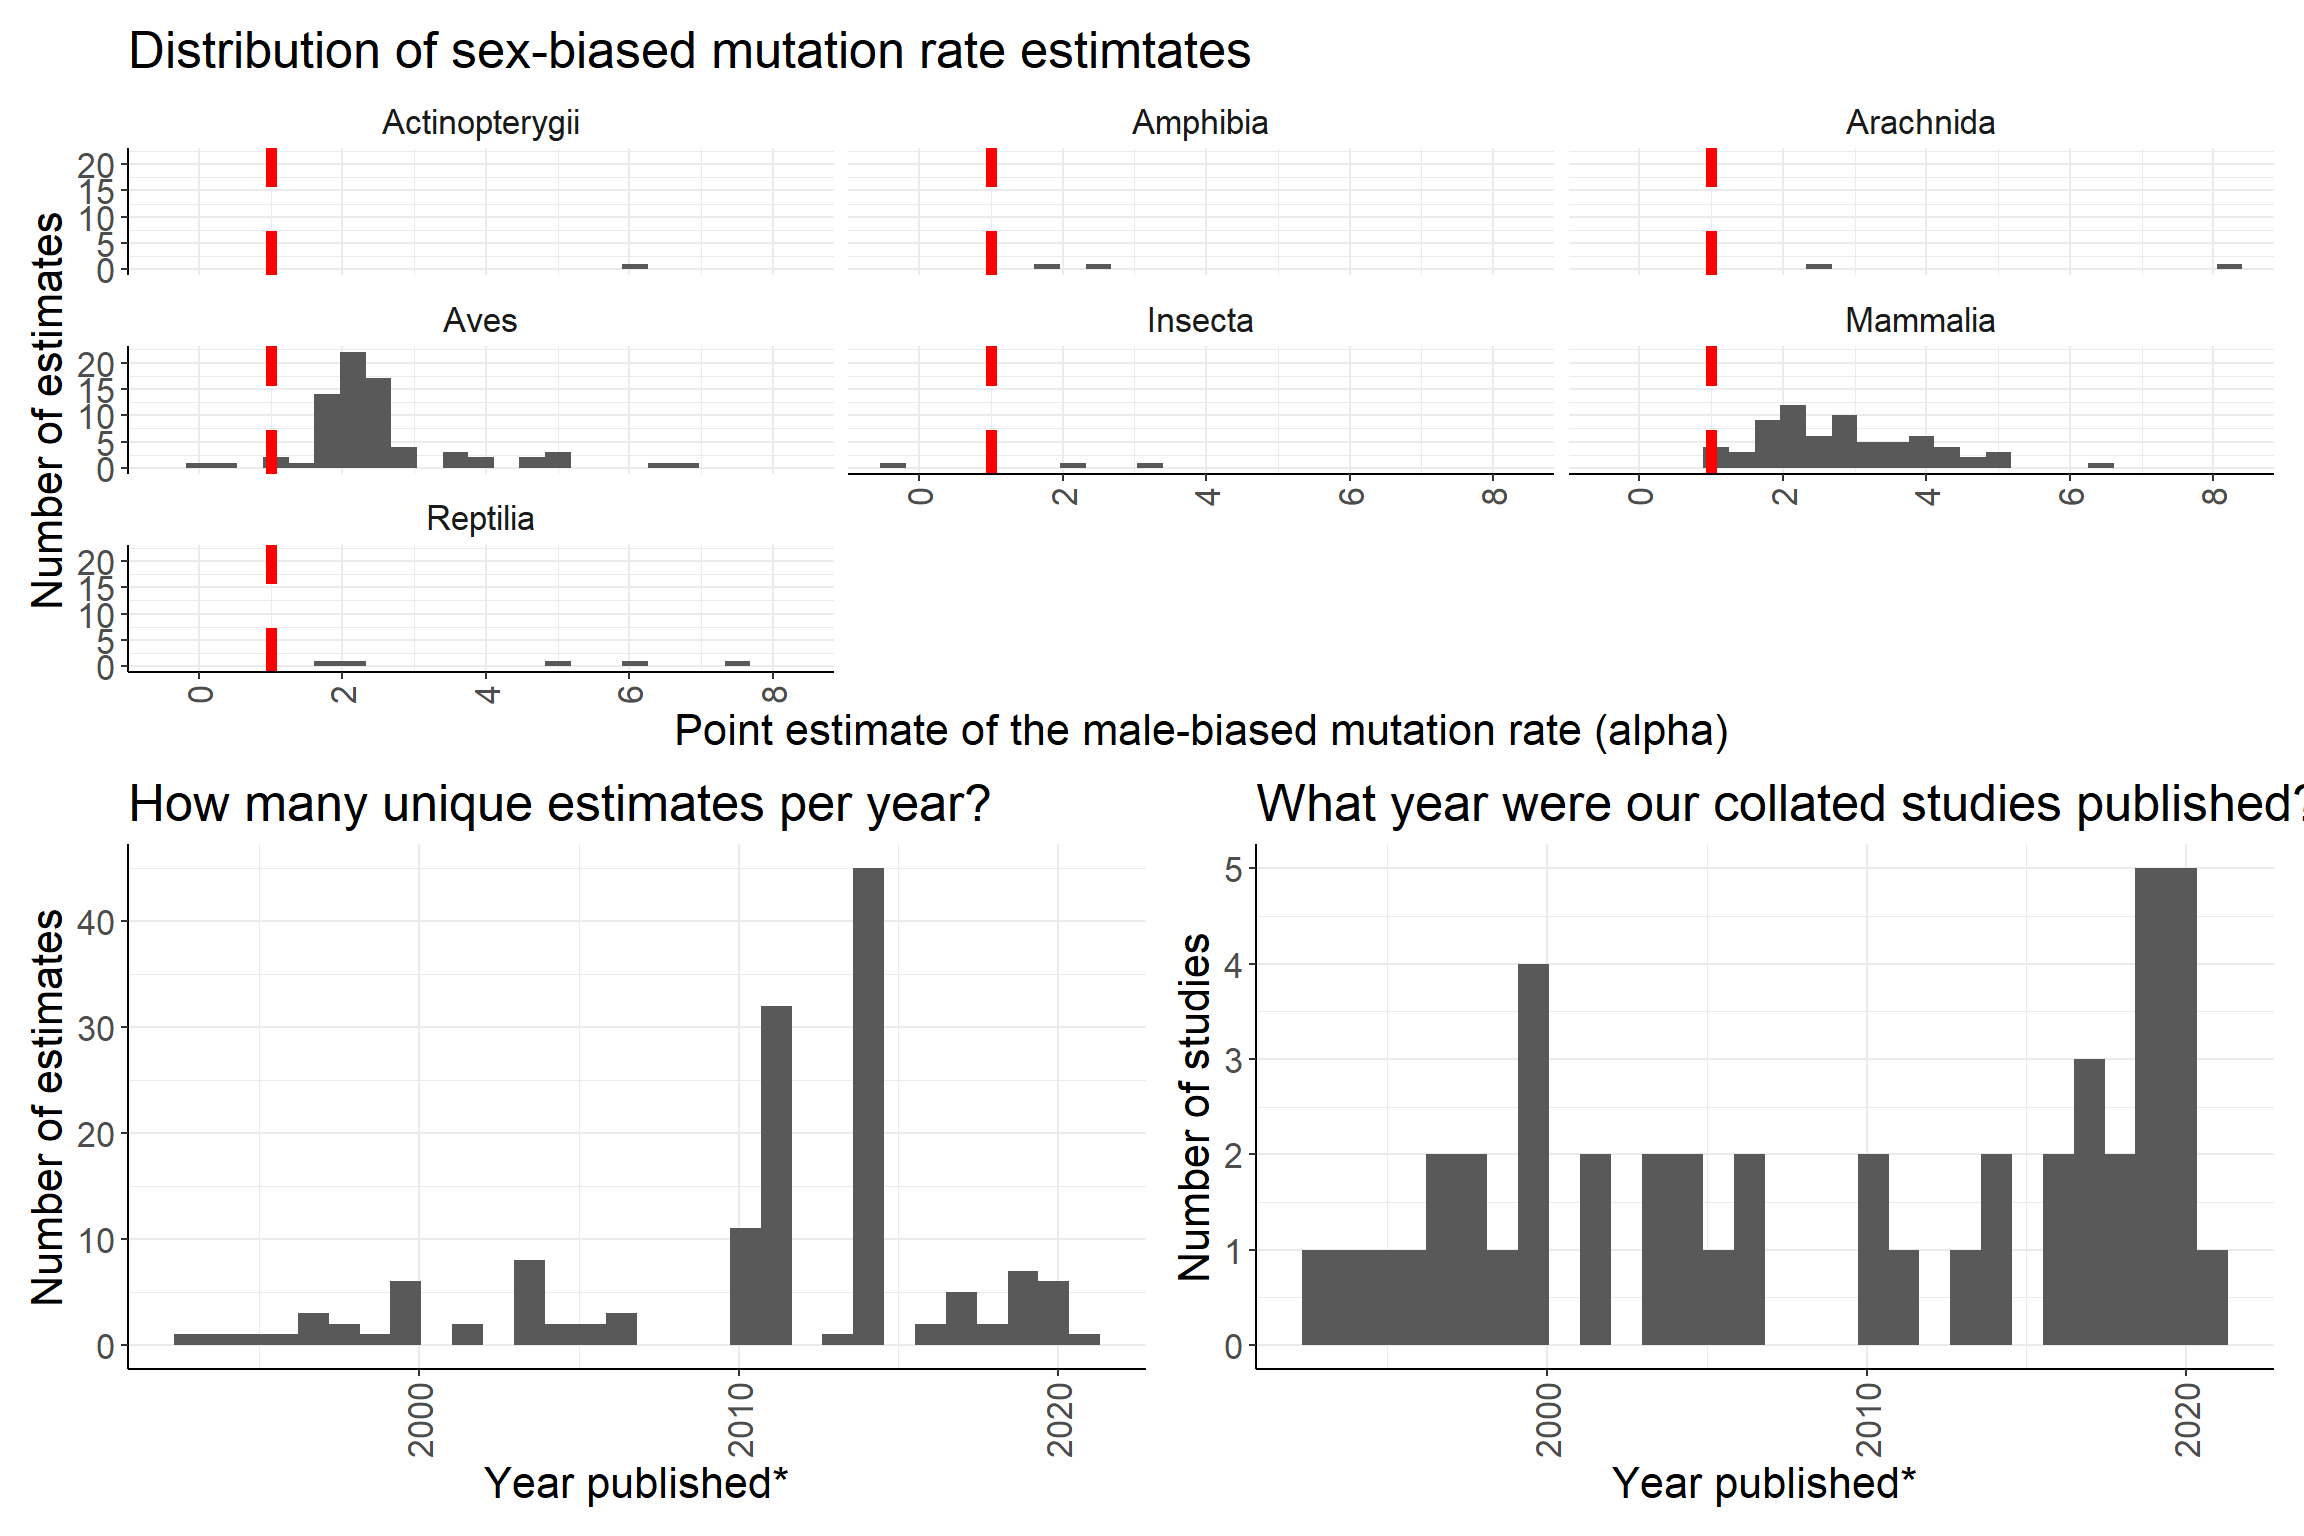 Distribution of sex-biased mutation rate estimtates
Actinopterygii
Amphibia
Arachnida
20
15
10
5
0
Aves
Insecta
Mammalia
20
15
10
5
0
0 2 4 6 8
0 2 4 6 8
Reptilia
20
15
10
5
0
0 2 4 6 8
Number of estimates
Point estimate of the male-biased mutation rate (alpha)
How many unique estimates per year?
40
30
20
10
0
Number of estimates
2000 2010 2020
Year published*
What year were our collated studies published?
5
4
3
2
1
0
Number of studies
2000 2010 2020
Year published*